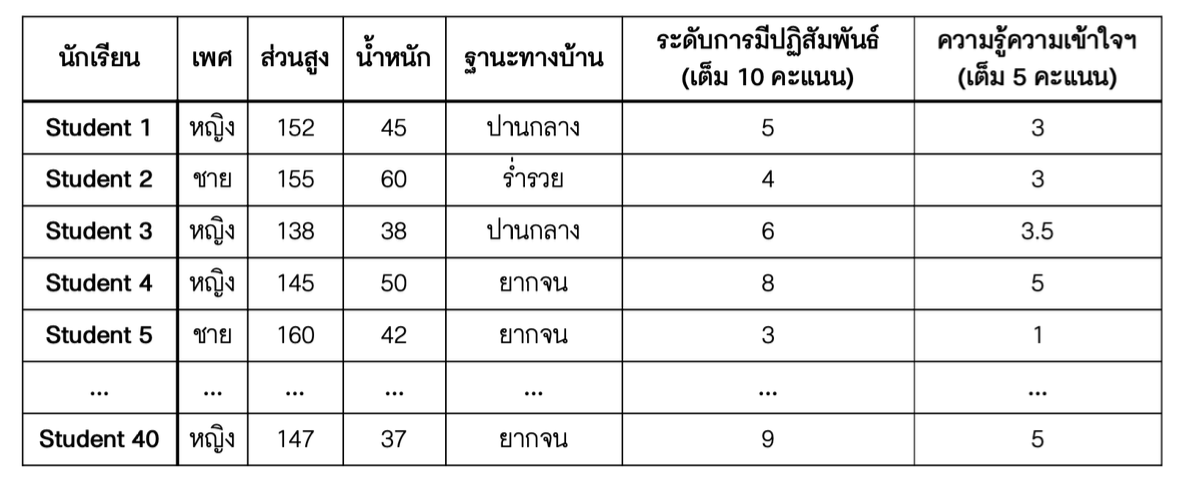 นักเรียน เพศ ส่วนสูง น้ำหนัก ฐานะทางบ้าน ระดับการมีปฏิสัมพันธ์ (เต็ม 10 คะแนน) ความรู้ความเข้าใจฯ (เต็ม 5 คะแนน)
Student 1 หญิง 152 45 ปานกลาง 5 3
Student 2 ชาย 155 60 ร่ำรวย 4 3
Student 3 หญิง 138 38 ปานกลาง 6 3.5
Student 4 หญิง 145 50 ยากจน 8 5
Student 5 ชาย 160 42 ยากจน 3 1
... ... ... ... ... ... ...
Student 40 หญิง 147 37 ยากจน 9 5